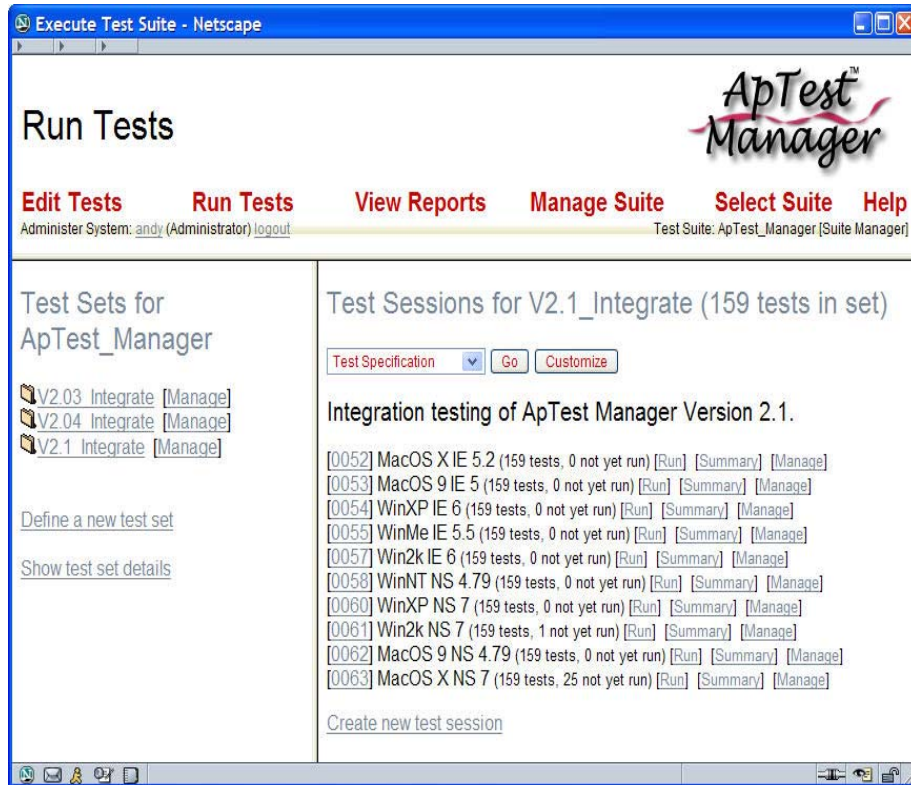 Execute Test Suite - Netscape
Run Tests
ApTest™
Manager
Edit Tests Run Tests View Reports Manage Suite Select Suite Help
Administer System: andy (Administrator) logout Test Suite: ApTest_Manager [Suite Manager]
Test Sets for
ApTest_Manager
V2.03_Integrate [Manage]
V2.04_Integrate [Manage]
V2.1_Integrate [Manage]
Define a new test set
Show test set details
Test Sessions for V2.1_Integrate (159 tests in set)
Test Specification Go Customize
Integration testing of ApTest Manager Version 2.1.
[0052] MacOS X IE 5.2 (159 tests, 0 not yet run) [Run] [Summary] [Manage]
[0053] MacOS 9 IE 5 (159 tests, 0 not yet run) [Run] [Summary] [Manage]
[0054] WinXP IE 6 (159 tests, 0 not yet run) [Run] [Summary] [Manage]
[0055] WinMe IE 5.5 (159 tests, 0 not yet run) [Run] [Summary] [Manage]
[0057] Win2k IE 6 (159 tests, 0 not yet run) [Run] [Summary] [Manage]
[0058] WinNT NS 4.79 (159 tests, 0 not yet run) [Run] [Summary] [Manage]
[0060] WinXP NS 7 (159 tests, 0 not yet run) [Run] [Summary] [Manage]
[0061] Win2k NS 7 (159 tests, 1 not yet run) [Run] [Summary] [Manage]
[0062] MacOS 9 NS 4.79 (159 tests, 0 not yet run) [Run] [Summary] [Manage]
[0063] MacOS X NS 7 (159 tests, 25 not yet run) [Run] [Summary] [Manage]
Create new test session